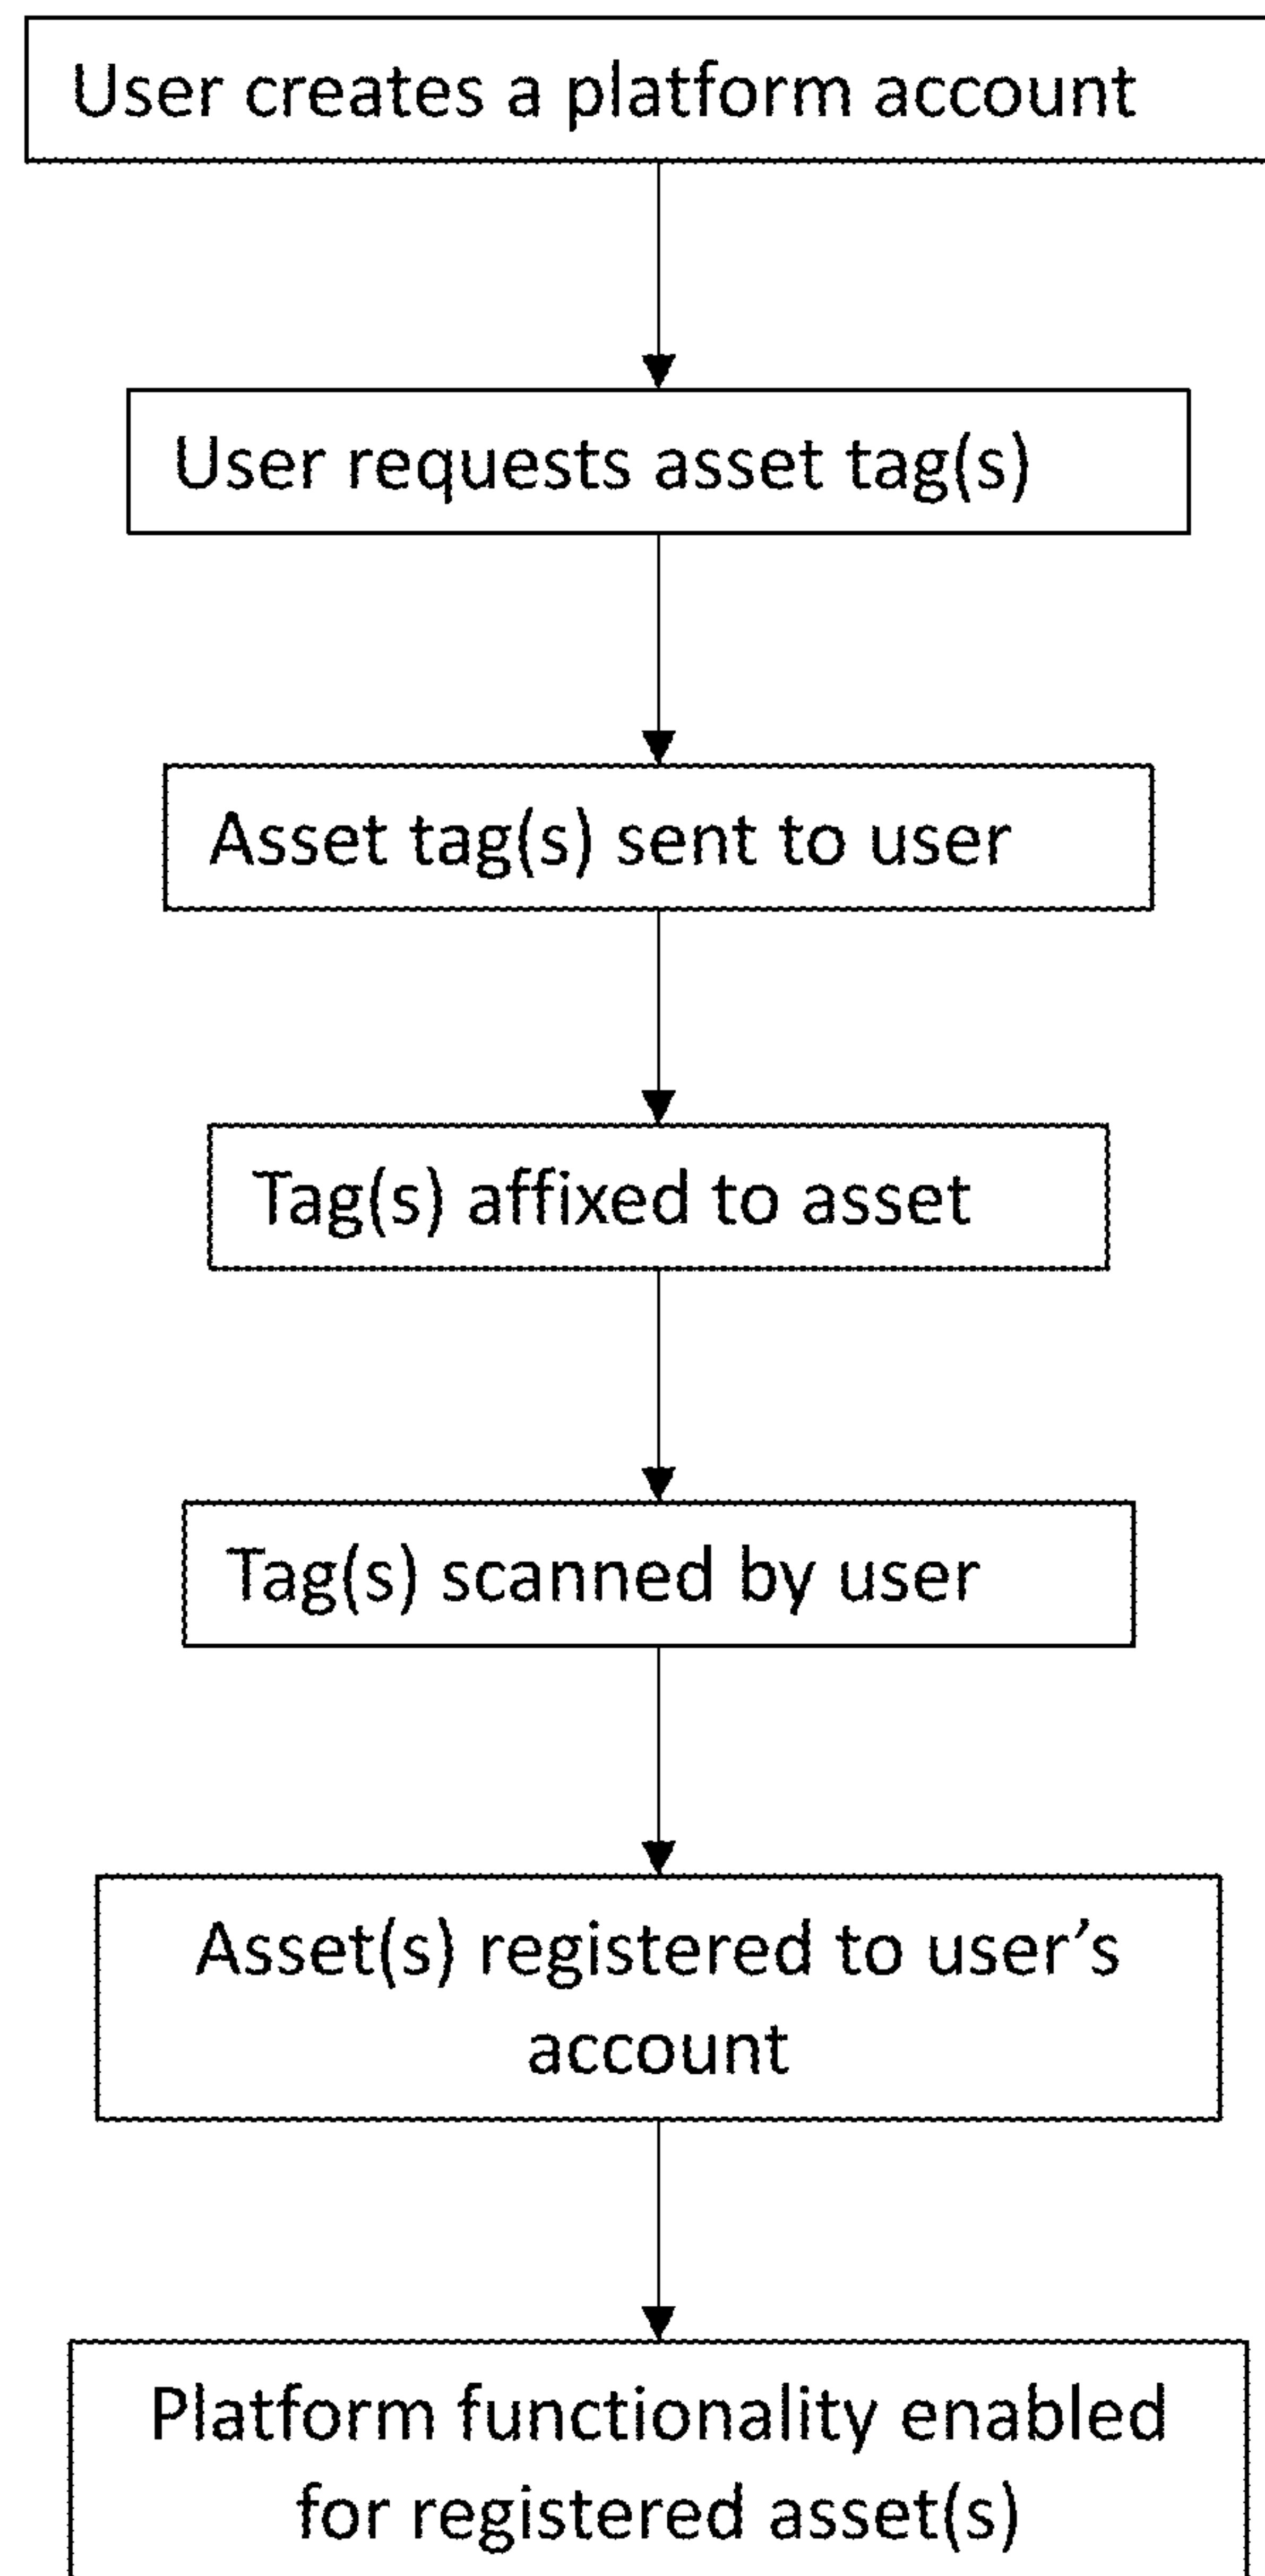 User creates a platform account
User requests asset tag(s)
Asset tag(s) sent to user
Tag(s) affixed to asset
Tag(s) scanned by user
Asset(s) registered to user’s
account
Platform functionality enabled
for registered asset(s)